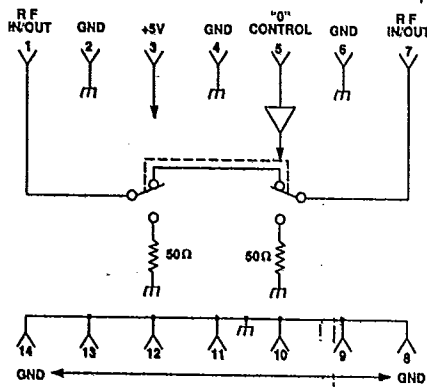 RF IN/OUT GND +5V GND "0" CONTROL GND RF IN/OUT
1 2 3 4 5 6 7
50Ω 50Ω
14 13 12 11 10 9 8
GND GND